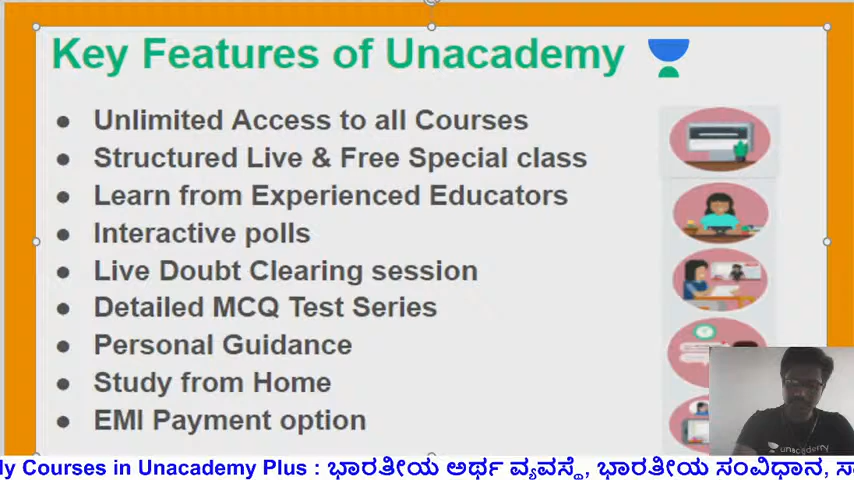 Key Features of Unacademy
● Unlimited Access to all Courses
● Structured Live & Free Special class
● Learn from Experienced Educators
● Interactive polls
● Live Doubt Clearing session
● Detailed MCQ Test Series
● Personal Guidance
● Study from Home
● EMI Payment option
unacademy
Courses in Unacademy Plus : ಭಾರತೀಯ ಅರ್ಥ ವ್ಯವಸ್ಥೆ, ಭಾರತೀಯ ಸಂವಿಧಾನ,